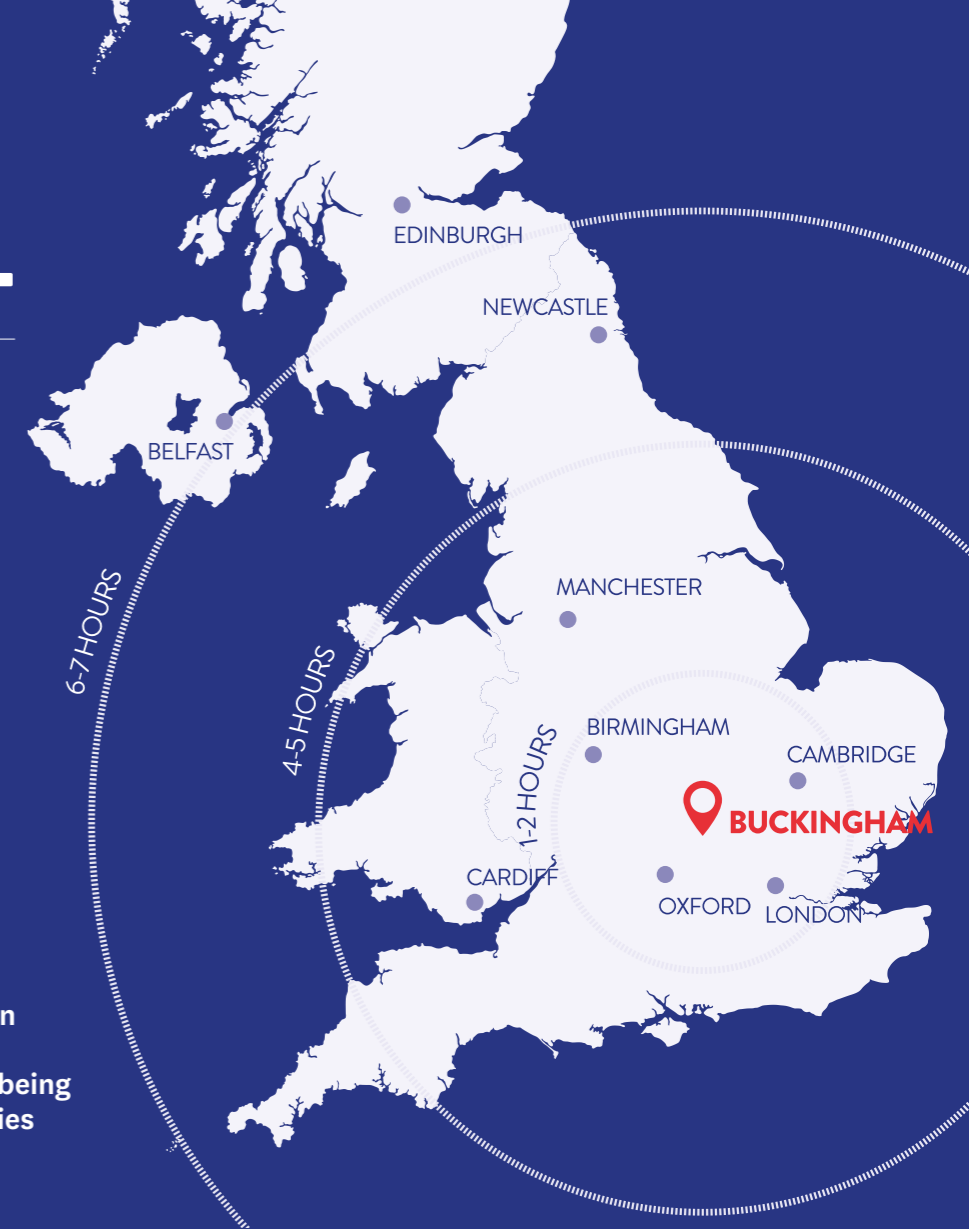 EDINBURGH
NEWCASTLE
BELFAST
6-7 HOURS
MANCHESTER
4-5 HOURS
BIRMINGHAM
1-2 HOURS
CAMBRIDGE
BUCKINGHAM
CARDIFF
OXFORD
LONDON
being